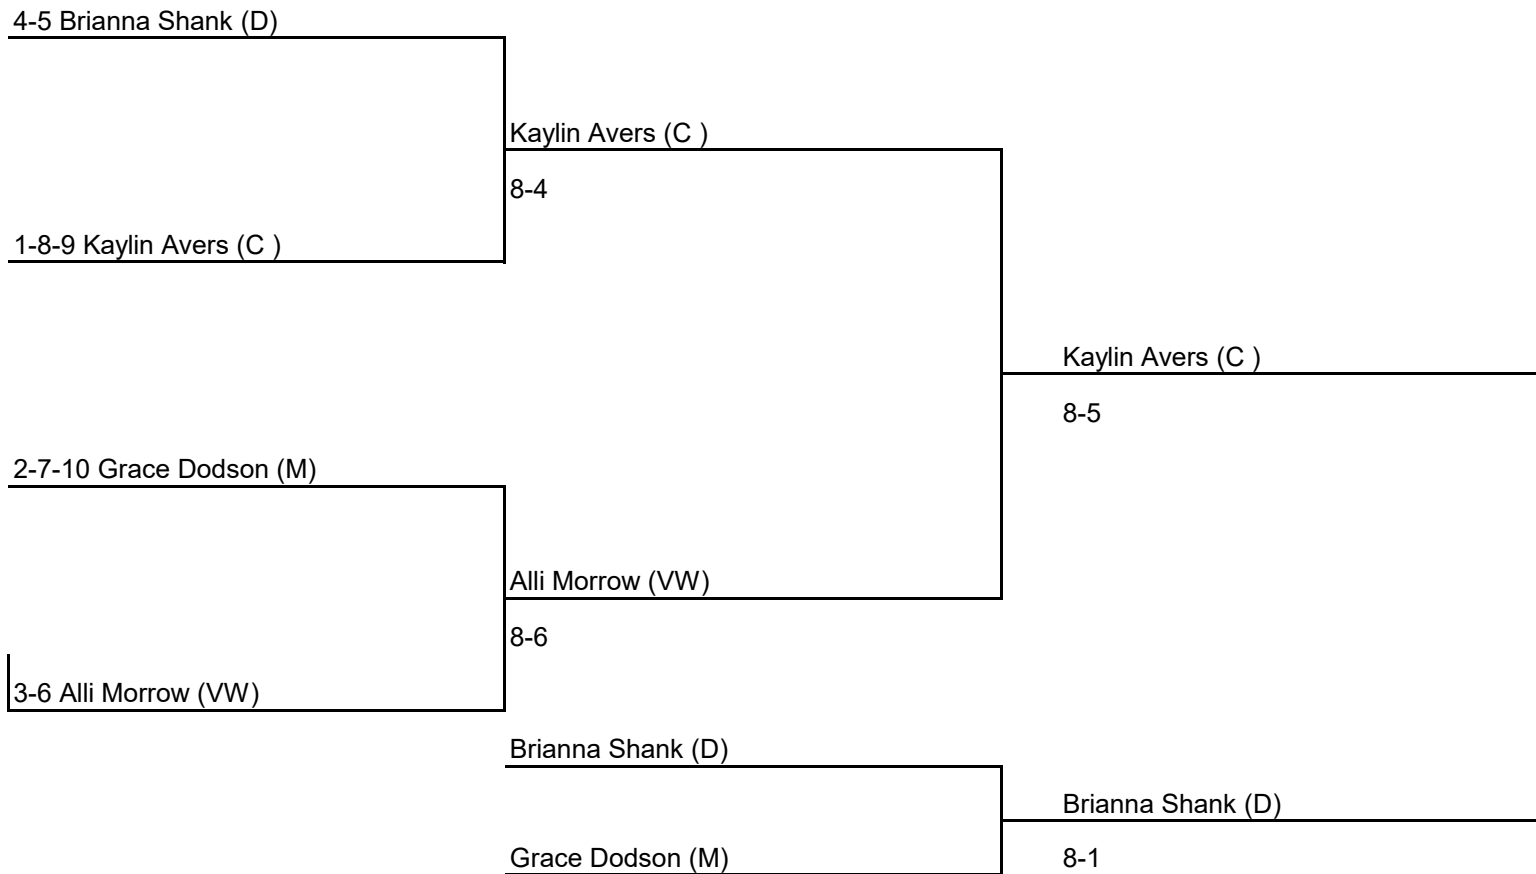 4-5 Brianna Shank (D)
Kaylin Avers (C )
8-4
1-8-9 Kaylin Avers (C )
Kaylin Avers (C )
8-5
2-7-10 Grace Dodson (M)
Alli Morrow (VW)
8-6
3-6 Alli Morrow (VW)
Brianna Shank (D)
Brianna Shank (D)
Grace Dodson (M)
8-1